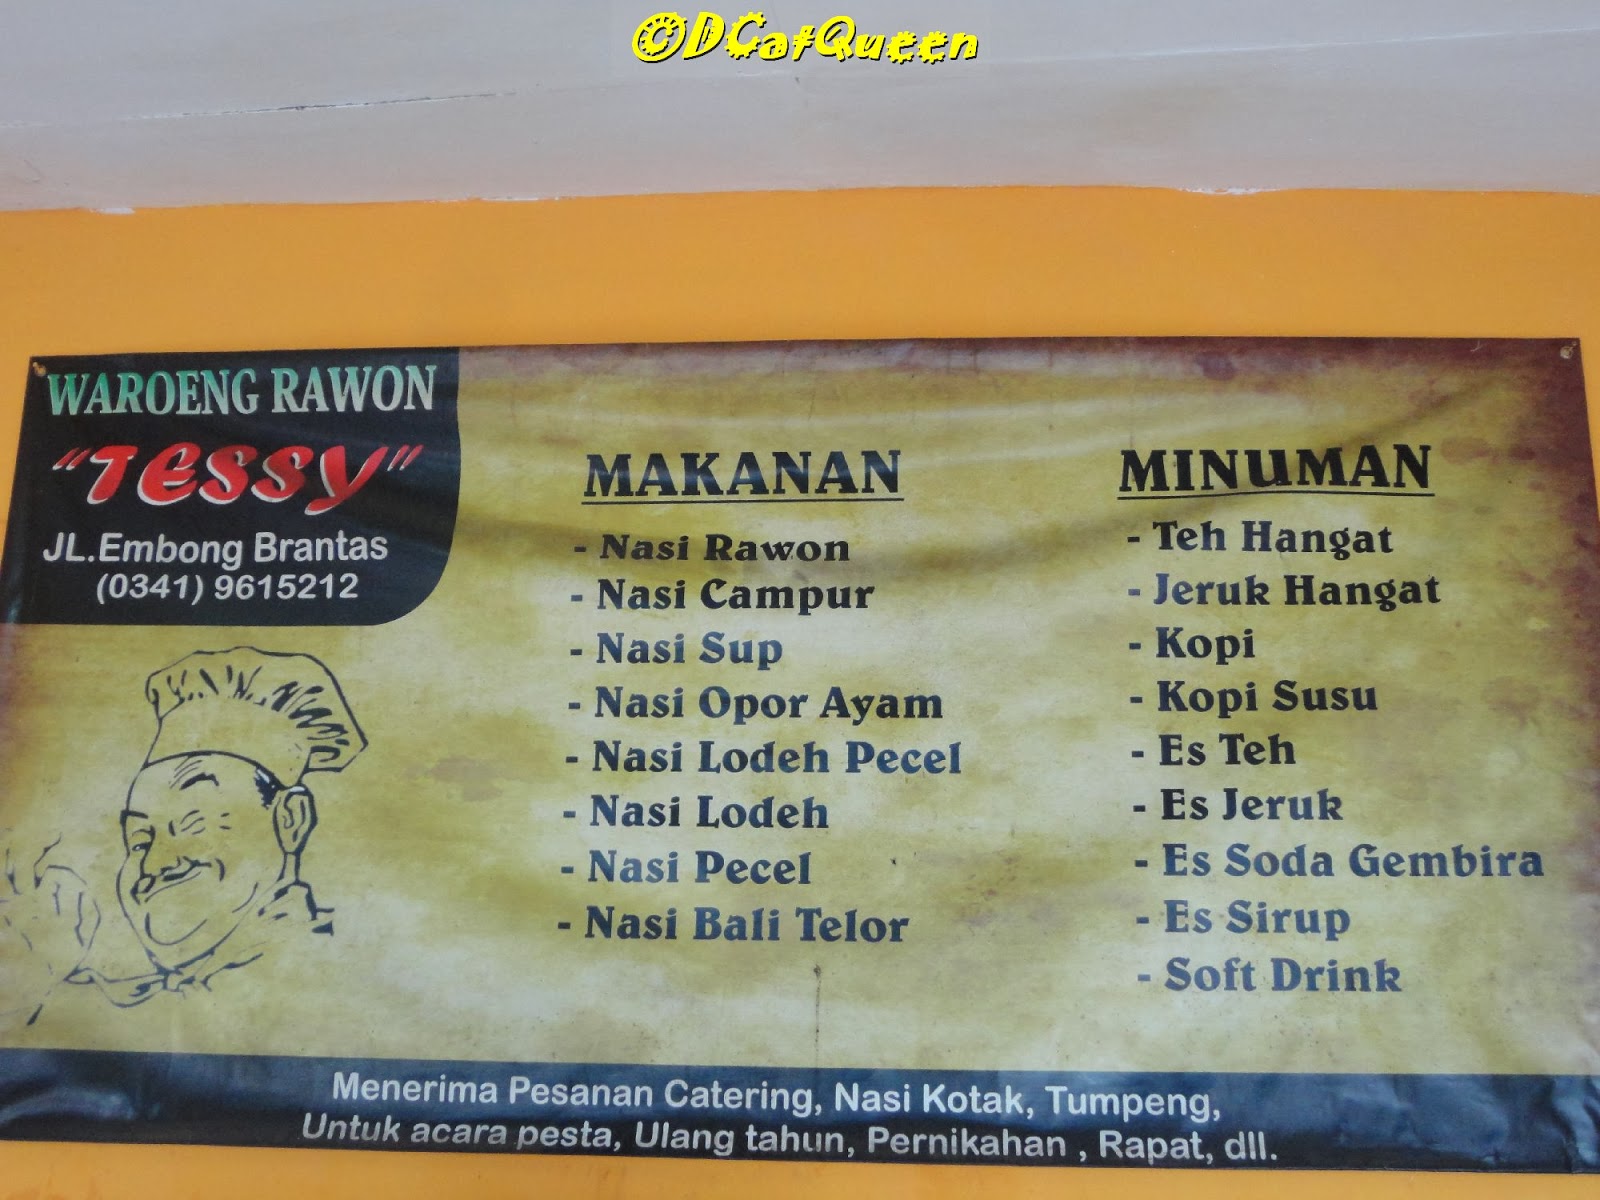 ©DCatQueen
WAROENG RAWON
"TESSY"
JL.Embong Brantas
(0341) 9615212
MAKANAN
- Nasi Rawon
- Nasi Campur
- Nasi Sup
- Nasi Opor Ayam
- Nasi Lodeh Pecel
- Nasi Lodeh
- Nasi Pecel
- Nasi Bali Telor
MINUMAN
- Teh Hangat
- Jeruk Hangat
- Kopi
- Kopi Susu
- Es Teh
- Es Jeruk
- Es Soda Gembira
- Es Sirup
- Soft Drink
Menerima Pesanan Catering, Nasi Kotak, Tumpeng,
Untuk acara pesta, Ulang tahun, Pernikahan , Rapat, dll.